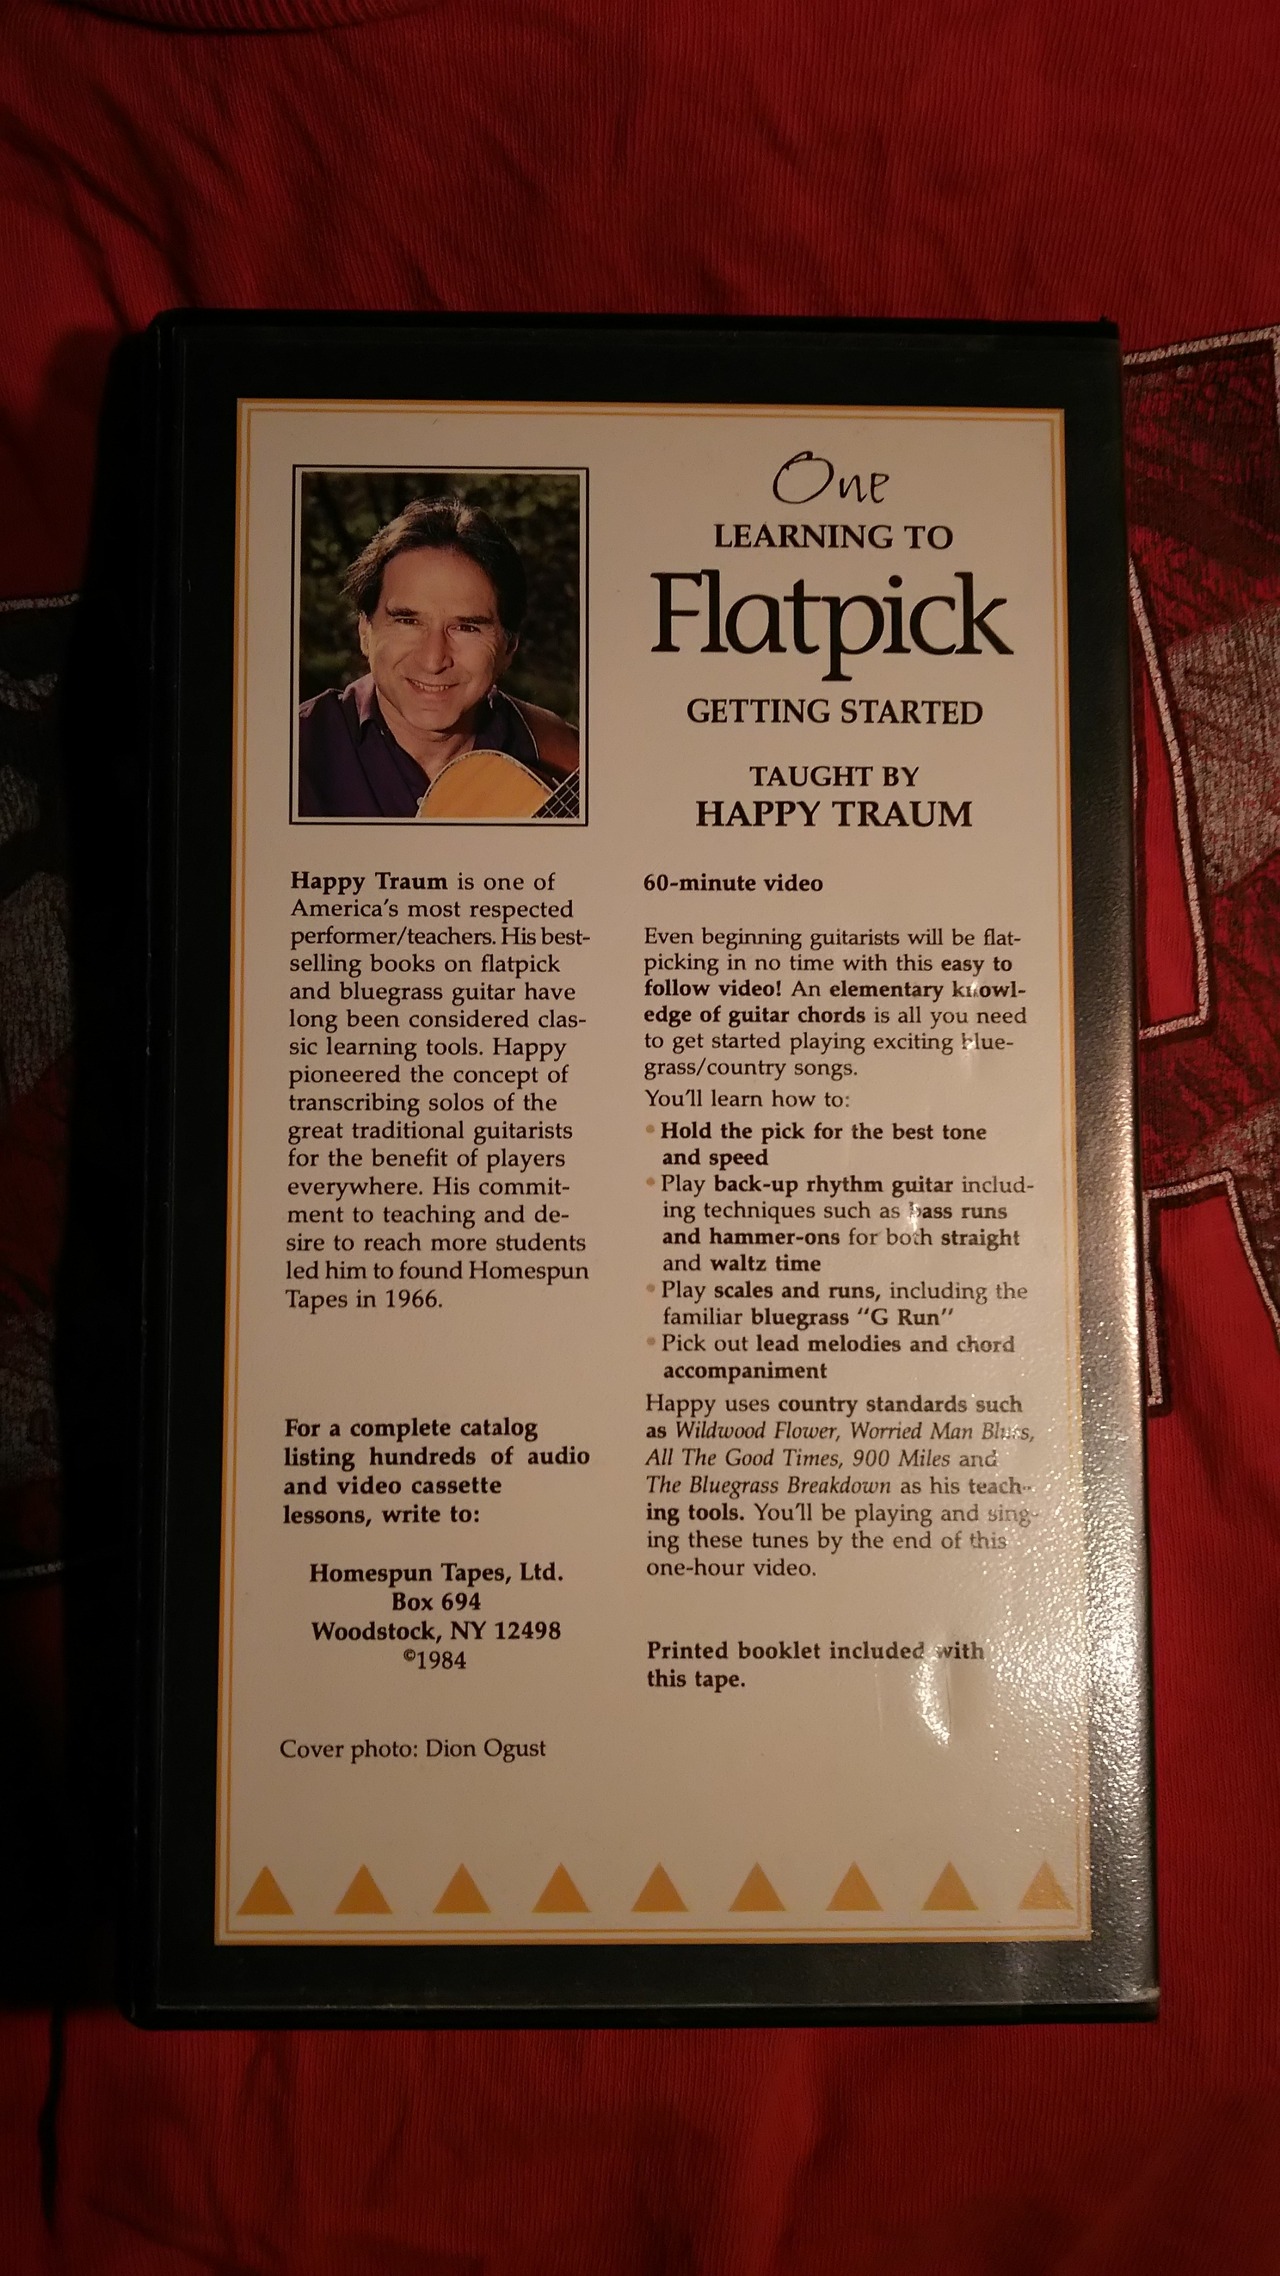 One
LEARNING TO
Flatpick
GETTING STARTED
TAUGHT BY
HAPPY TRAUM
Happy Traum is one of
America's most respected
performer/teachers. His best-
selling books on flatpick
and bluegrass guitar have
long been considered clas-
sic learning tools. Happy
pioneered the concept of
transcribing solos of the
great traditional guitarists
for the benefit of players
everywhere. His commit-
ment to teaching and de-
sire to reach more students
led him to found Homespun
Tapes in 1966.
For a complete catalog
listing hundreds of audio
and video cassette
lessons, write to:
Homespun Tapes, Ltd.
Box 694
Woodstock, NY 12498
©1984
Cover photo: Dion Ogust
60-minute video
Even beginning guitarists will be flat-
picking in no time with this easy to
follow video! An elementary knowl-
edge of guitar chords is all you need
to get started playing exciting blue-
grass/country songs.
You'll learn how to:
• Hold the pick for the best tone
and speed
• Play back-up rhythm guitar includ-
ing techniques such as bass runs
and hammer-ons for both straight
and waltz time
• Play scales and runs, including the
familiar bluegrass "G Run"
• Pick out lead melodies and chord
accompaniment
Happy uses country standards such
as Wildwood Flower, Worried Man Blues,
All The Good Times, 900 Miles and
The Bluegrass Breakdown as his teach-
ing tools. You'll be playing and sing-
ing these tunes by the end of this
one-hour video.
Printed booklet included with
this tape.